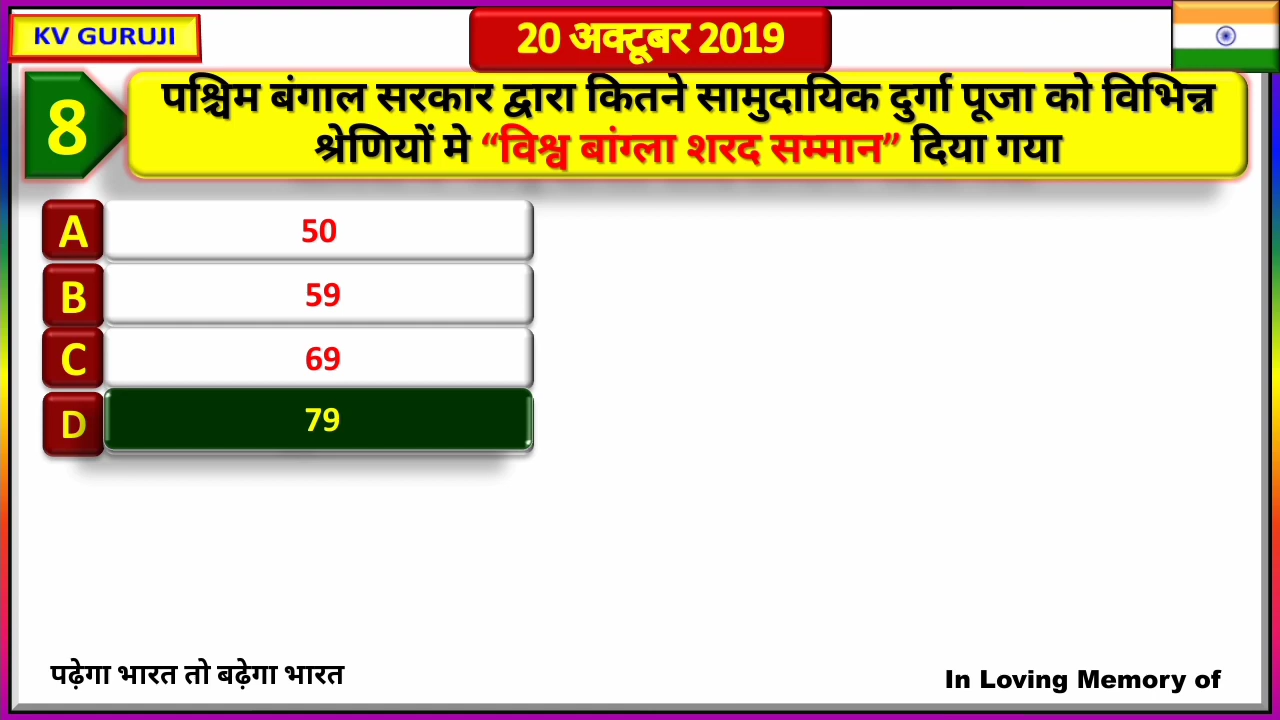 KV GURUJI
20 अक्टूबर 2019
8
पश्चिम बंगाल सरकार द्वारा कितने सामुदायिक दुर्गा पूजा को विभिन्न
श्रेणियों मे “विश्व बांग्ला शरद सम्मान” दिया गया
A 50
B 59
C 69
D 79
पढ़ेगा भारत तो बढ़ेगा भारत
In Loving Memory of